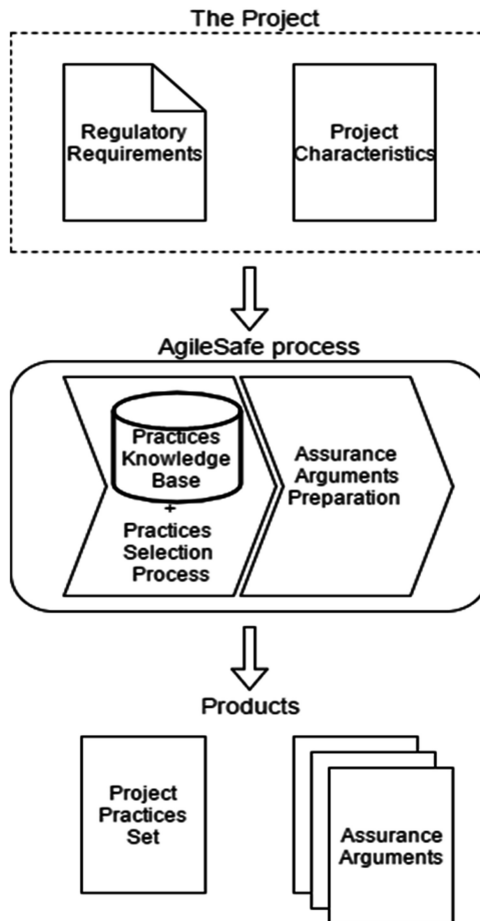 The Project
Regulatory
Requirements
Project
Characteristics
AgileSafe process
Practices
Knowledge
Base
+
Practices
Selection
Process
Assurance
Arguments
Preparation
Products
Project
Practices
Set
Assurance
Arguments